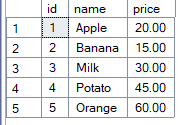 id name price
1 1 Apple 20.00
2 2 Banana 15.00
3 3 Milk 30.00
4 4 Potato 45.00
5 5 Orange 60.00